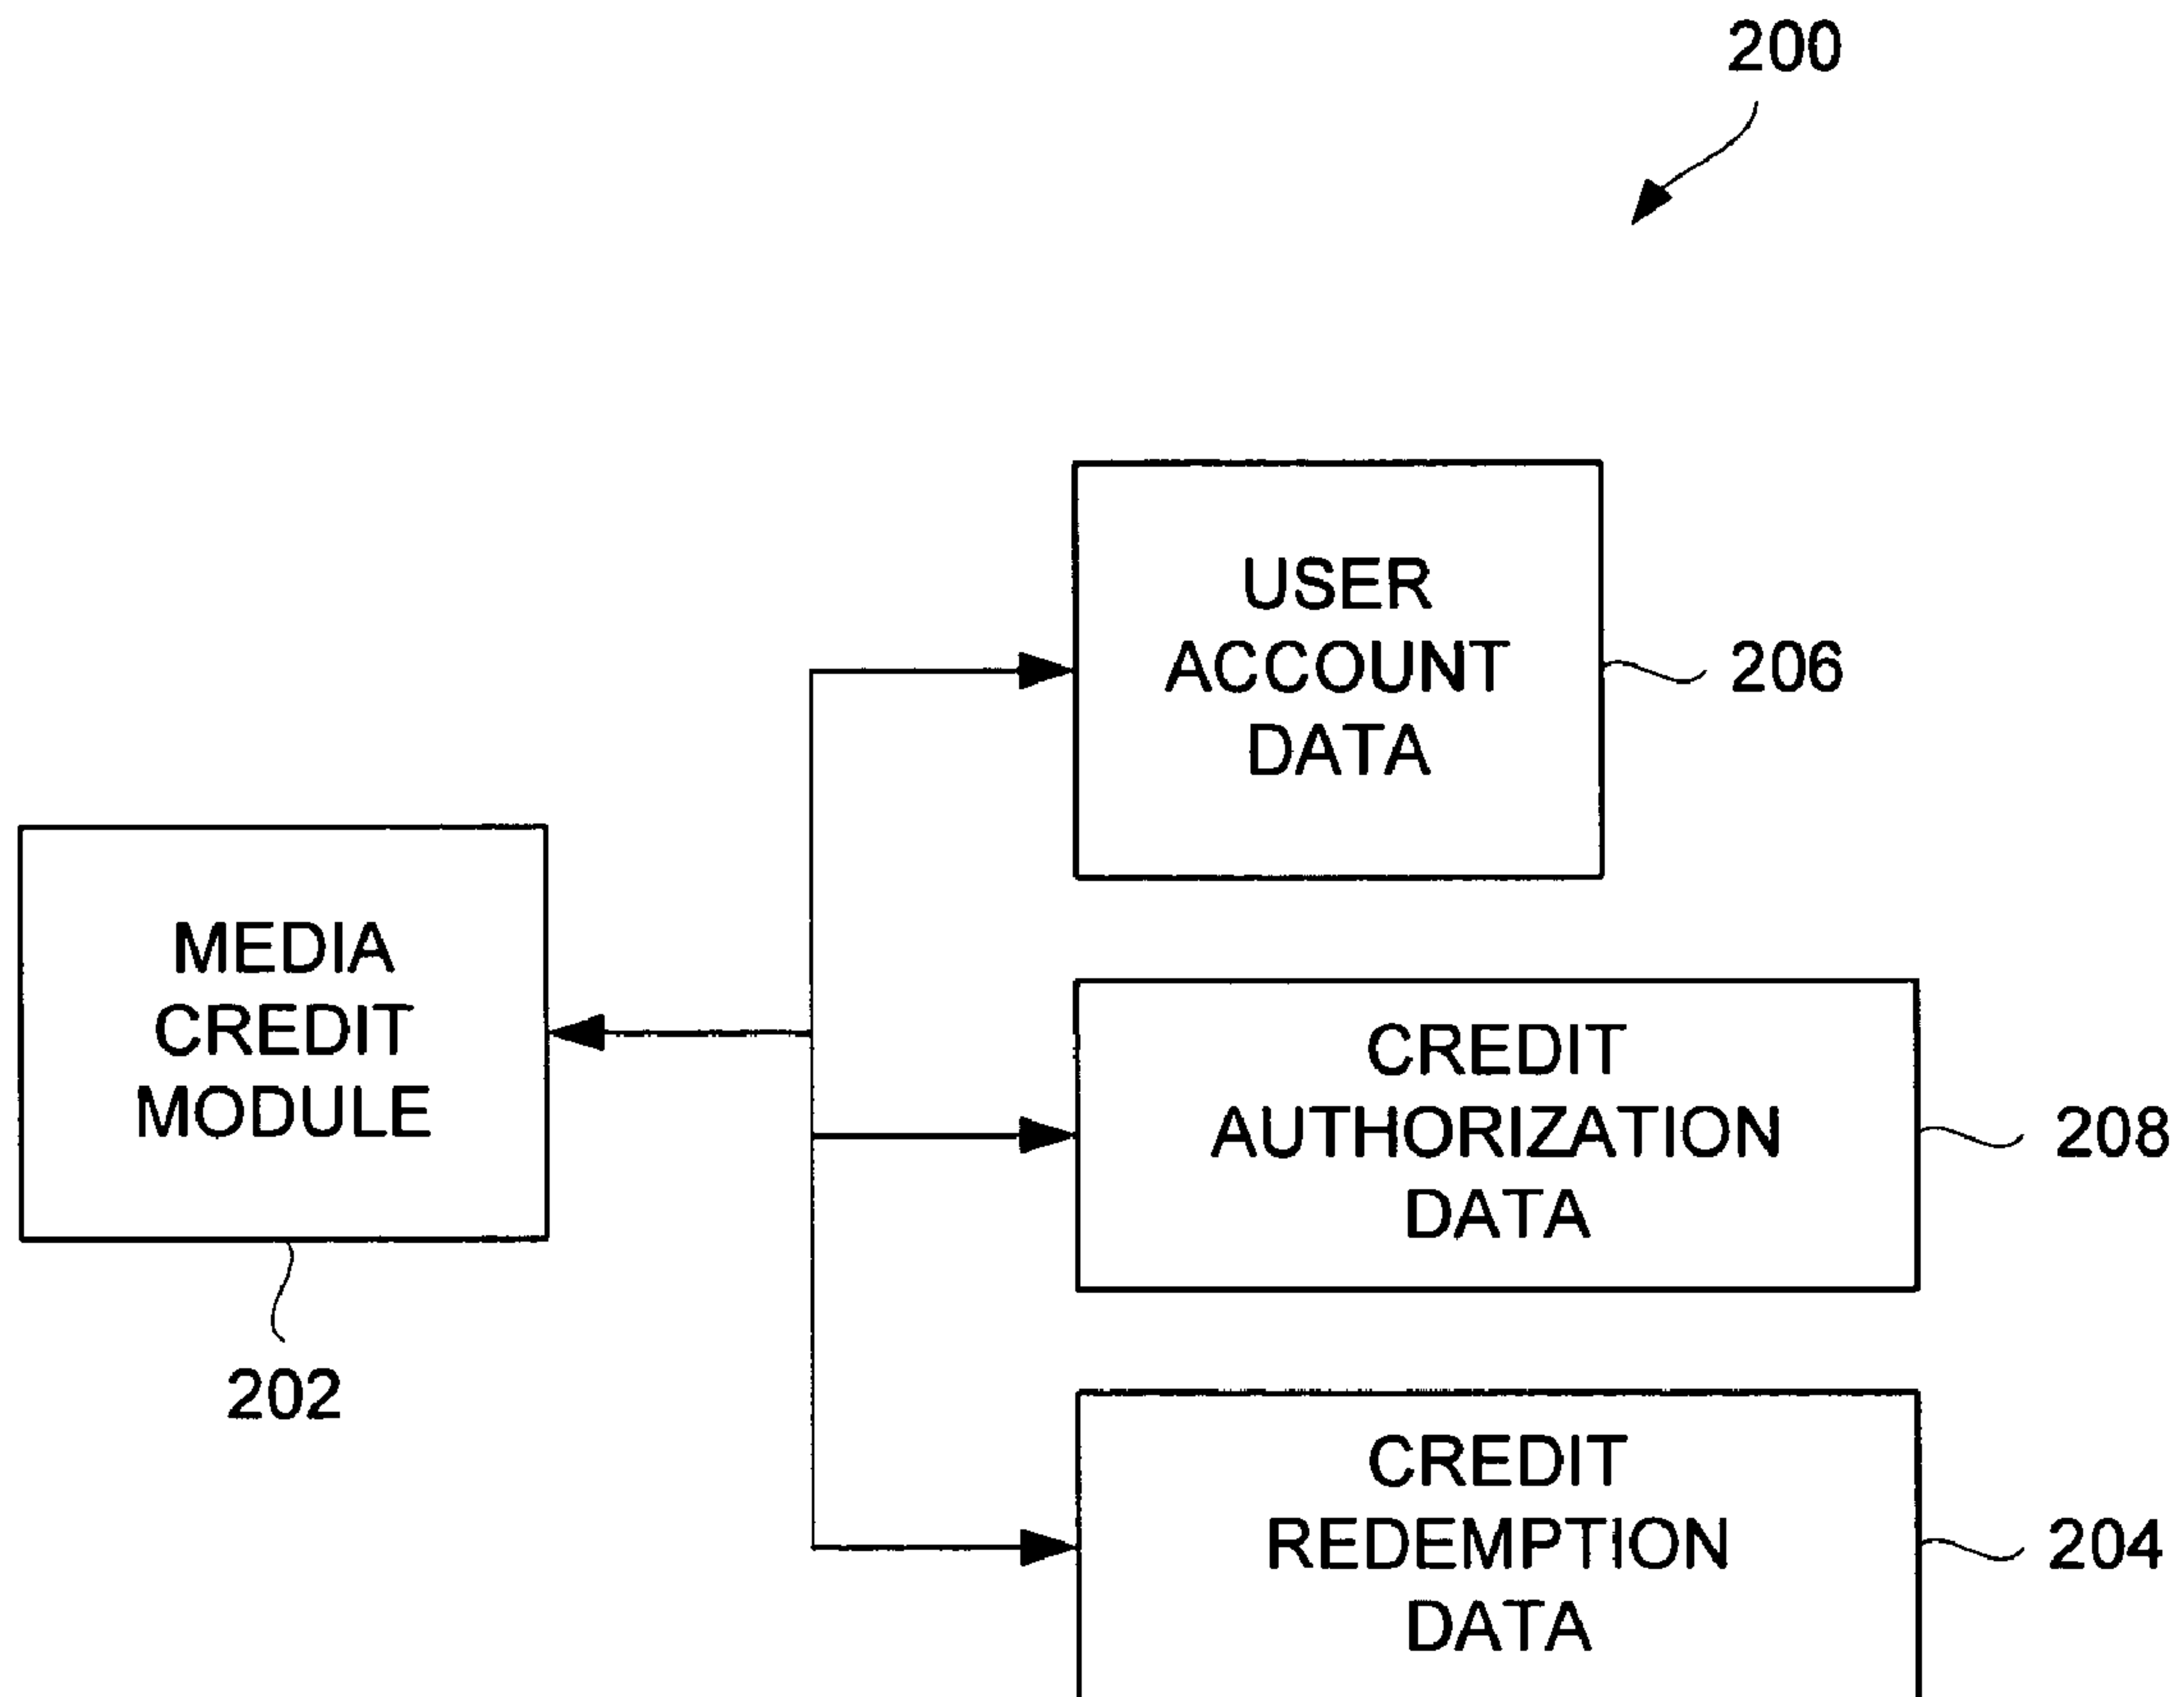 200
USER
ACCOUNT
DATA
206
MEDIA
CREDIT
MODULE
202
CREDIT
AUTHORIZATION
DATA
208
CREDIT
REDEMPTION
DATA
204